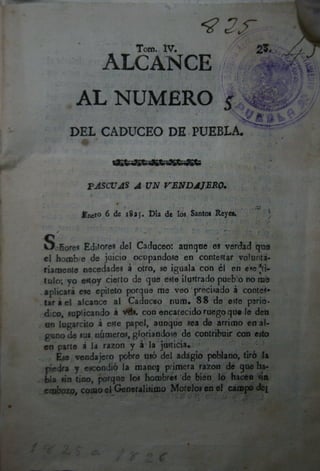 825
Tom. IV.
25.
ALCANCE
AL NUMERO 5
DEL CADUCEO DE PUEBLA.
PASCUAS A UN VENDAJERO.
Enero 6 de 1825. Dia de los Santos Reyes.
Señores Editores del Caduceo: aunque es verdad que
el hombre de juicio ocupandose en contestar volunta-
riamente necedades á otro, se iguala con él en ese tí-
tulo; yo estoy cierto de que este ilustrado pueblo no me
aplicará ese epiteto porque me veo precisado á contes-
tar á el alcance al Caduceo num. 88 de este perio-
dico, suplicando à vds. con encarecido ruego que le den
un lugarcito á este papel, aunque sea de arrimo en al-
guno de sus números, gloriandose de contribuir con esto
en parte á la razon y à la justicia.
Ese vendajero pobre usó del adagio poblano, tiró la
piedra y escondió la mano; primera razon de que ha-
bla sin tino, porque los hombres de bien lo hacen sin
embozo, como el Generalisimo Morelos en el campo del
1825 a 1826